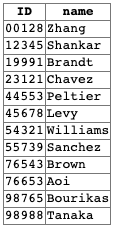 ID name
00128 Zhang
12345 Shankar
19991 Brandt
23121 Chavez
44553 Peltier
45678 Levy
54321 Williams
55739 Sanchez
76543 Brown
76653 Aoi
98765 Bourikas
98988 Tanaka